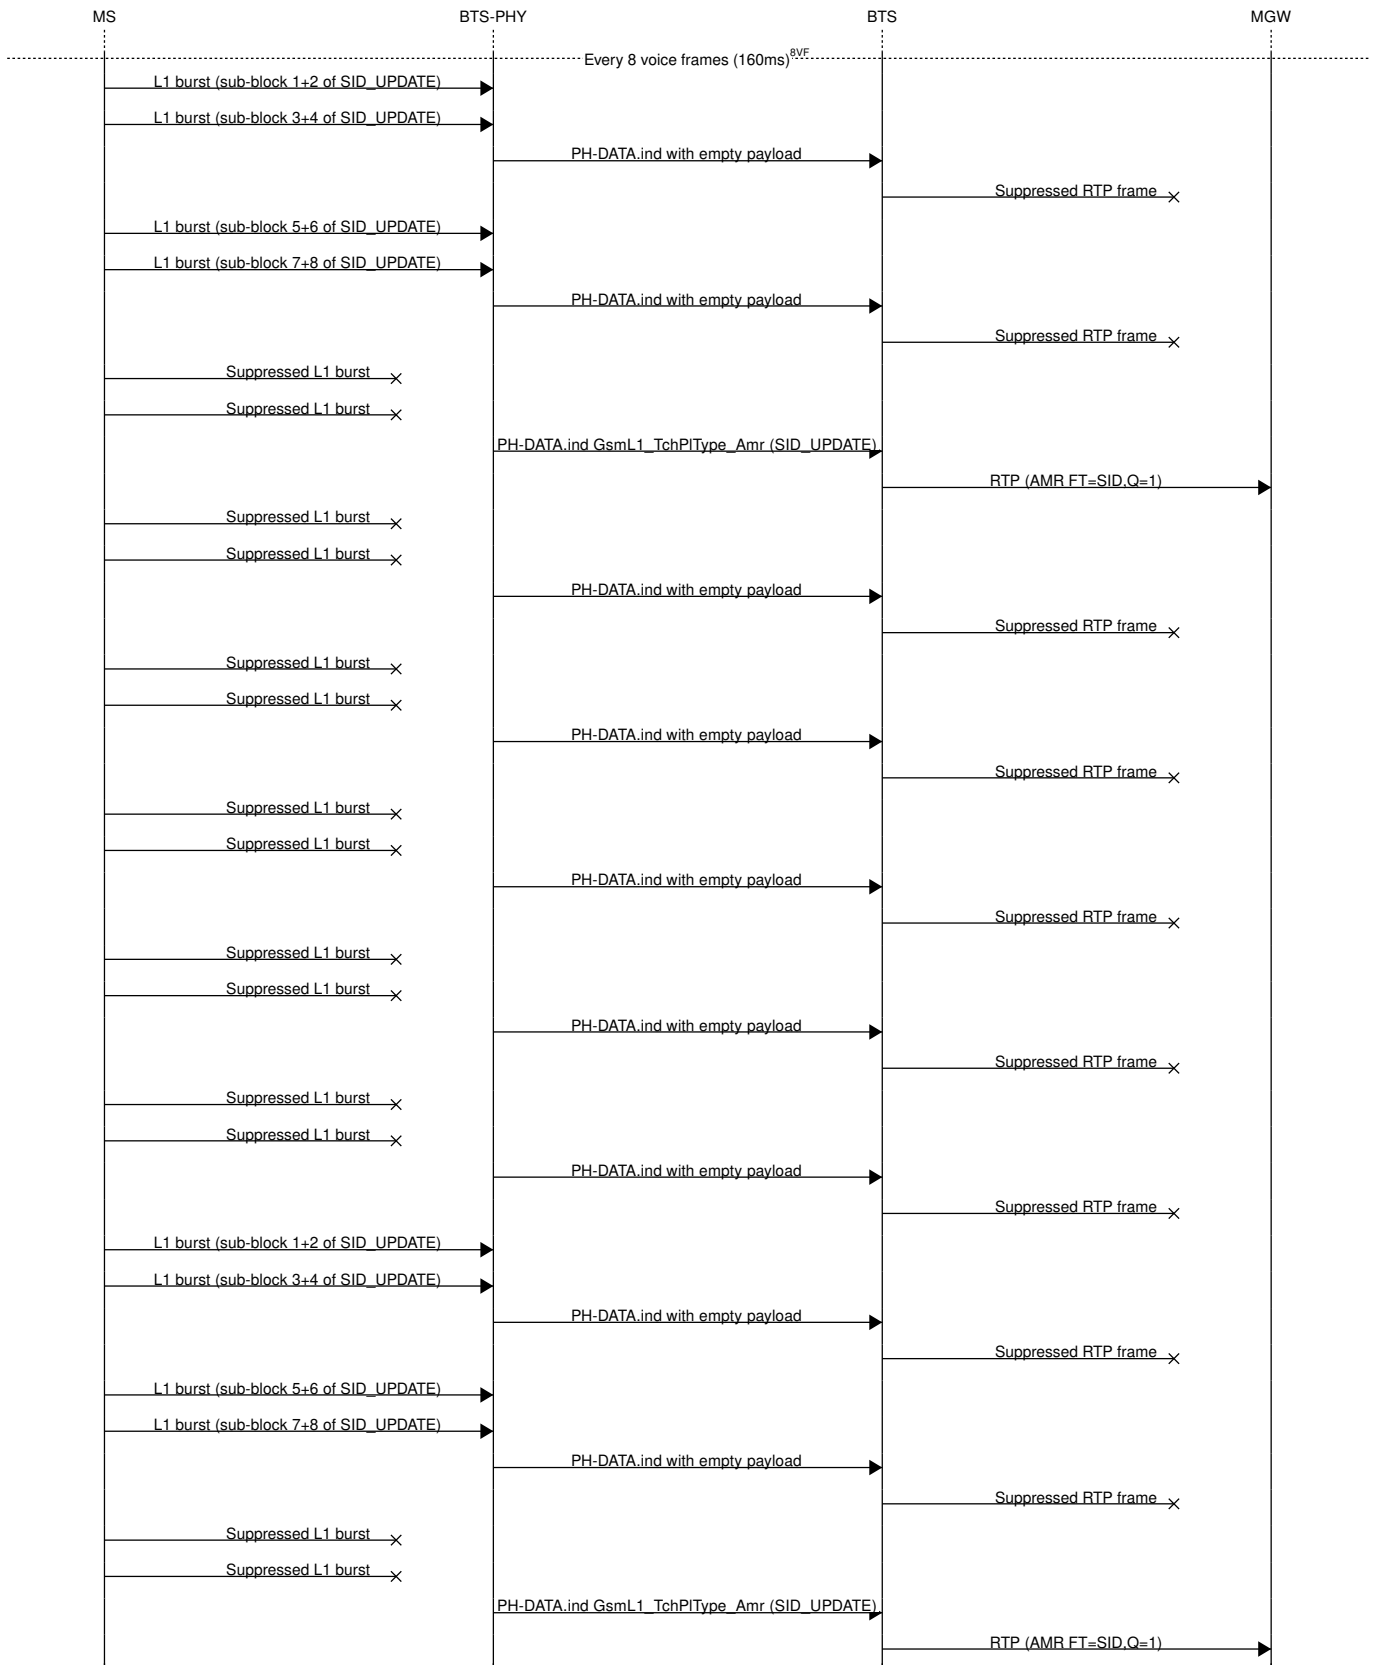 MS BTS-PHY BTS MGW
Every 8 voice frames (160ms)8VF
L1 burst (sub-block 1+2 of SID_UPDATE)
L1 burst (sub-block 3+4 of SID_UPDATE)
PH-DATA.ind with empty payload
Suppressed RTP frame
L1 burst (sub-block 5+6 of SID_UPDATE)
L1 burst (sub-block 7+8 of SID_UPDATE)
PH-DATA.ind with empty payload
Suppressed RTP frame
Suppressed L1 burst
Suppressed L1 burst
PH-DATA.ind GsmL1_TchPlType_Amr (SID_UPDATE)
RTP (AMR FT=SID,Q=1)
Suppressed L1 burst
Suppressed L1 burst
PH-DATA.ind with empty payload
Suppressed RTP frame
Suppressed L1 burst
Suppressed L1 burst
PH-DATA.ind with empty payload
Suppressed RTP frame
Suppressed L1 burst
Suppressed L1 burst
PH-DATA.ind with empty payload
Suppressed RTP frame
Suppressed L1 burst
Suppressed L1 burst
PH-DATA.ind with empty payload
Suppressed RTP frame
Suppressed L1 burst
Suppressed L1 burst
PH-DATA.ind with empty payload
Suppressed RTP frame
L1 burst (sub-block 1+2 of SID_UPDATE)
L1 burst (sub-block 3+4 of SID_UPDATE)
PH-DATA.ind with empty payload
Suppressed RTP frame
L1 burst (sub-block 5+6 of SID_UPDATE)
L1 burst (sub-block 7+8 of SID_UPDATE)
PH-DATA.ind with empty payload
Suppressed RTP frame
Suppressed L1 burst
Suppressed L1 burst
PH-DATA.ind GsmL1_TchPlType_Amr (SID_UPDATE)
RTP (AMR FT=SID,Q=1)